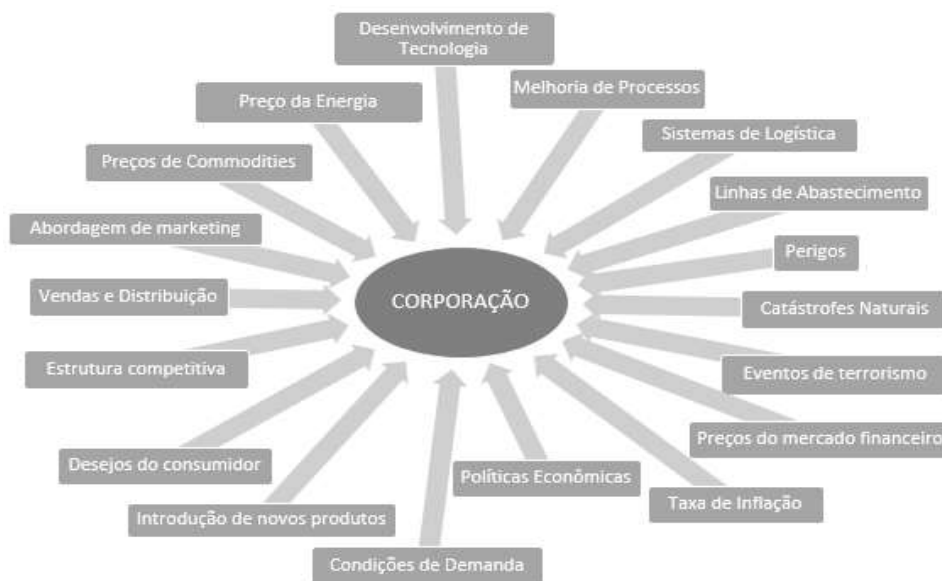 Desenvolvimento de
Tecnologia
Preço da Energia
Melhoria de Processos
Sistemas de Logística
Preços de Commodities
Linhas de Abastecimento
Abordagem de marketing
Perigos
Vendas e Distribuição
CORPORAÇÃO
Catástrofes Naturais
Estrutura competitiva
Eventos de terrorismo
Preços do mercado financeiro
Desejos do consumidor
Políticas Econômicas
Taxa de Inflação
Introdução de novos produtos
Condições de Demanda